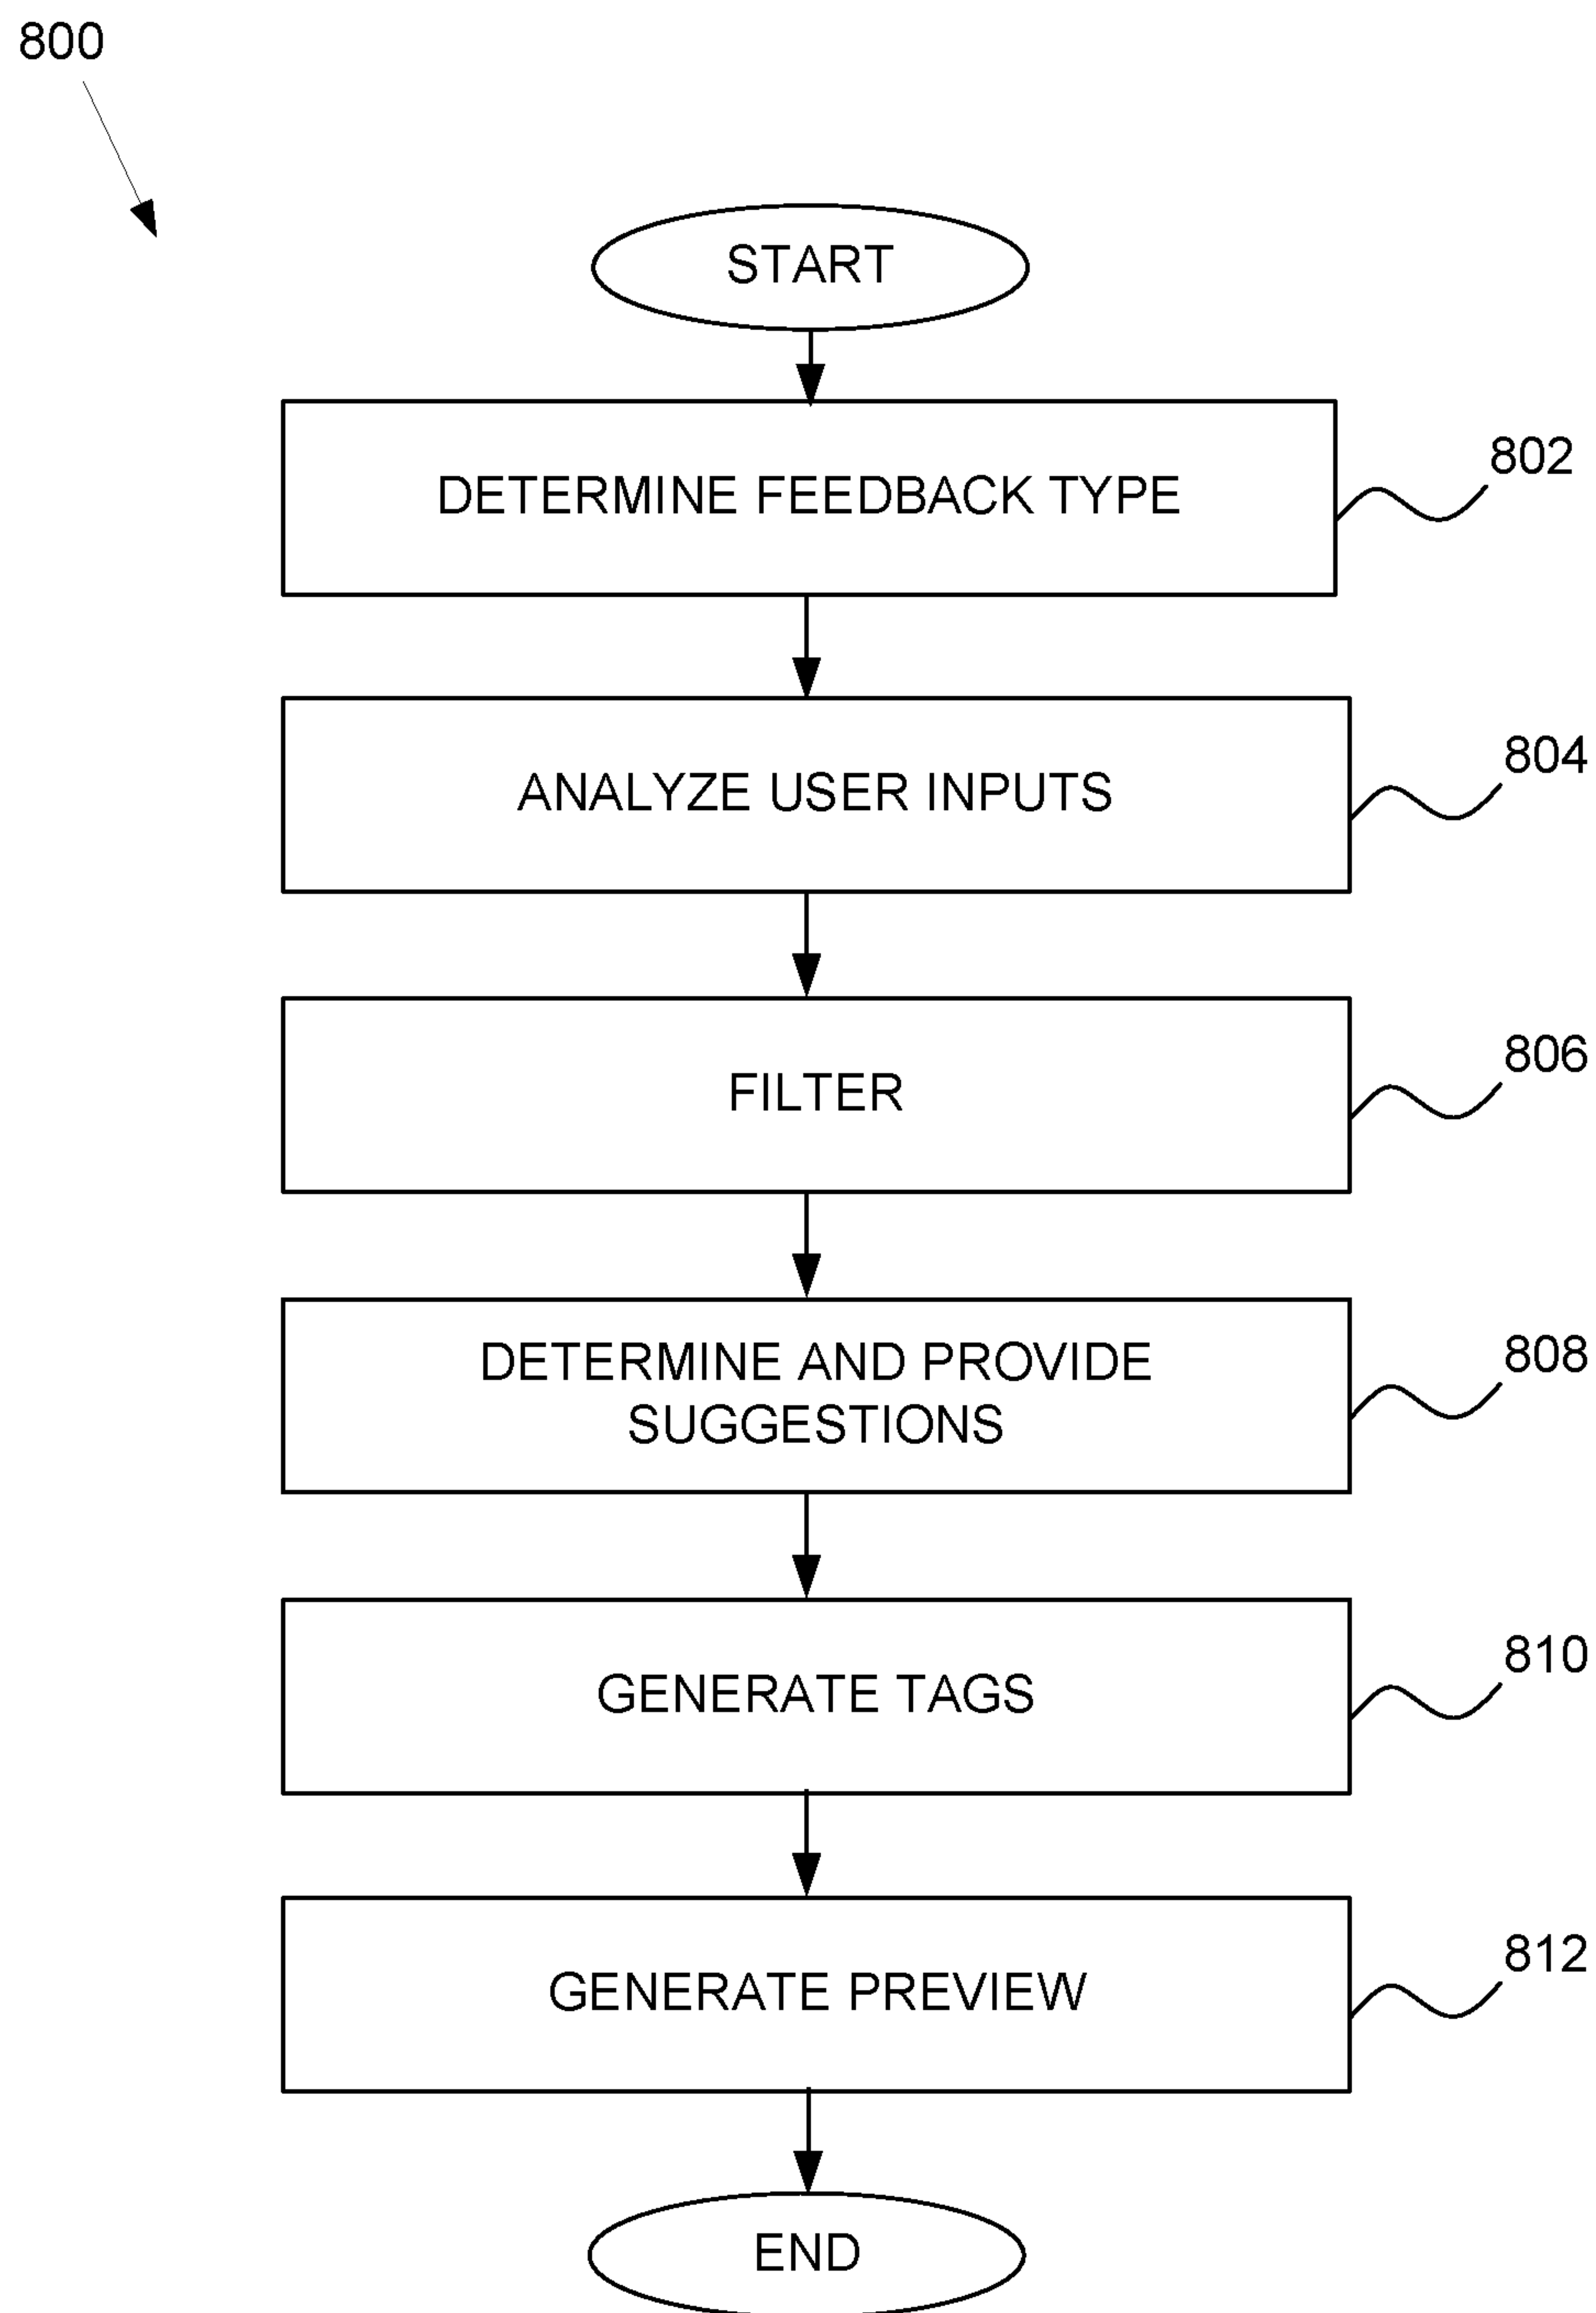 800
START
DETERMINE FEEDBACK TYPE
802
ANALYZE USER INPUTS
804
FILTER
806
DETERMINE AND PROVIDE
SUGGESTIONS
808
GENERATE TAGS
810
GENERATE PREVIEW
812
END